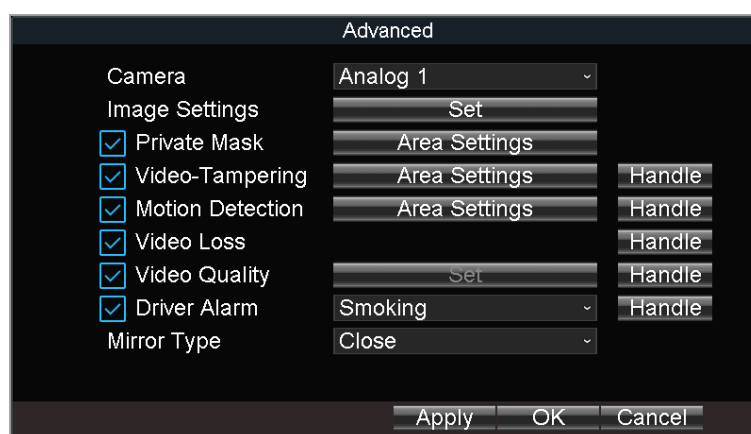 Advanced
Camera Analog 1
Image Settings Set
Private Mask Area Settings
Video-Tampering Area Settings Handle
Motion Detection Area Settings Handle
Video Loss Handle
Video Quality Set Handle
Driver Alarm Smoking Handle
Mirror Type Close
Apply OK Cancel